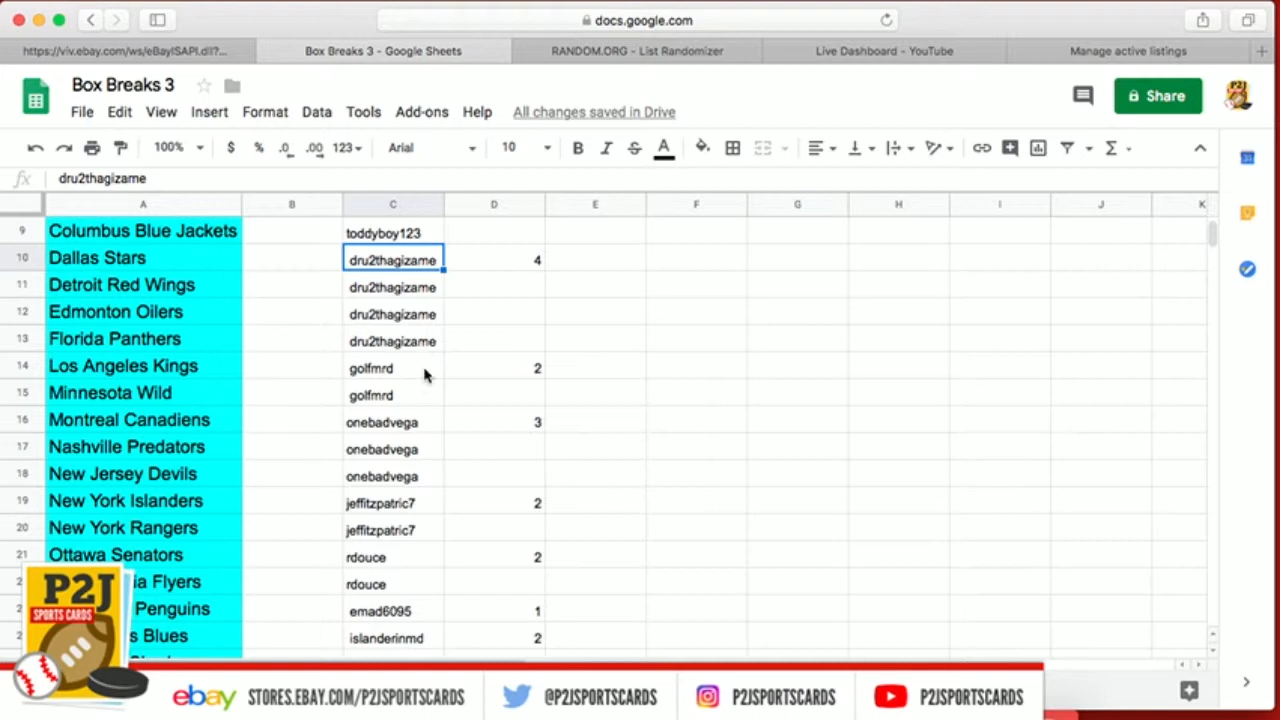 docs.google.com
https://viv.ebay.com/ws/eBayISAPI.dll?...
Box Breaks 3 - Google Sheets
RANDOM.ORG - List Randomizer
Live Dashboard - YouTube
Manage active listings
Box Breaks 3
File Edit View Insert Format Data Tools Add-ons Help All changes saved in Drive
Share
100% $ % .0 .00 123 Arial 10 B I S A Σ
fx dru2thagizame
A B C D E F G H I J K
9 Columbus Blue Jackets toddyboy123
10 Dallas Stars dru2thagizame 4
11 Detroit Red Wings dru2thagizame
12 Edmonton Oilers dru2thagizame
13 Florida Panthers dru2thagizame
14 Los Angeles Kings golfmrd 2
15 Minnesota Wild golfmrd
16 Montreal Canadiens onebadvega 3
17 Nashville Predators onebadvega
18 New Jersey Devils onebadvega
19 New York Islanders jeffitzpatric7 2
20 New York Rangers jeffitzpatric7
21 Ottawa Senators rdouce 2
Flyers rdouce
Penguins emad6095 1
Blues islanderinmd 2
P2J
SPORTS CARDS
ebay STORES.EBAY.COM/P2JSPORTSCARDS @P2JSPORTSCARDS P2JSPORTSCARDS P2JSPORTSCARDS